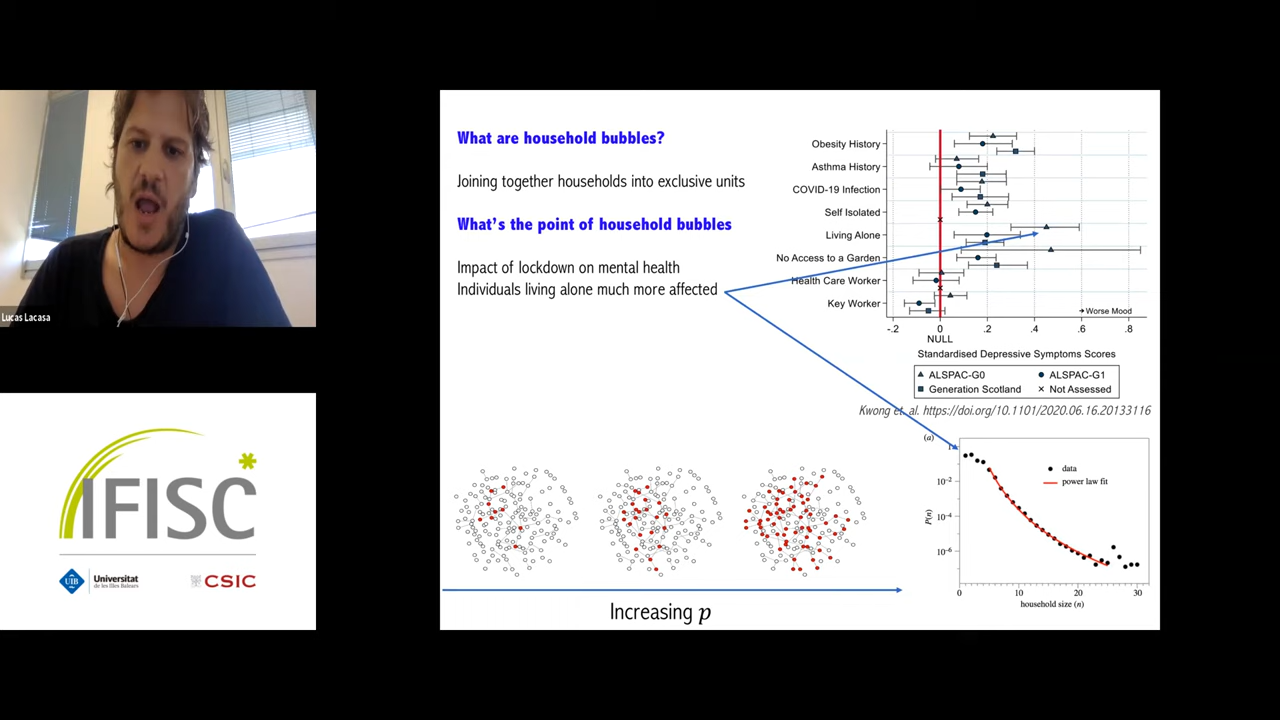 Lucas Lacasa
IFISC
UIB
Universitat
de les Illes Balears
CSIC
What are household bubbles?
Joining together households into exclusive units
What's the point of household bubbles
Impact of lockdown on mental health
Individuals living alone much more affected
Increasing p
Obesity History
Asthma History
COVID-19 Infection
Self Isolated
Living Alone
No Access to a Garden
Health Care Worker
Key Worker
Worse Mood
-.2 0 .2 .4 .6 .8
NULL
Standardised Depressive Symptoms Scores
ALSPAC-G0 ALSPAC-G1
Generation Scotland Not Assessed
Kwong et. al. https://doi.org/10.1101/2020.06.16.20133116
(a)
1
data
power law fit
10⁻²
10⁻⁴
10⁻⁶
P(n)
0 10 20 30
household size (n)